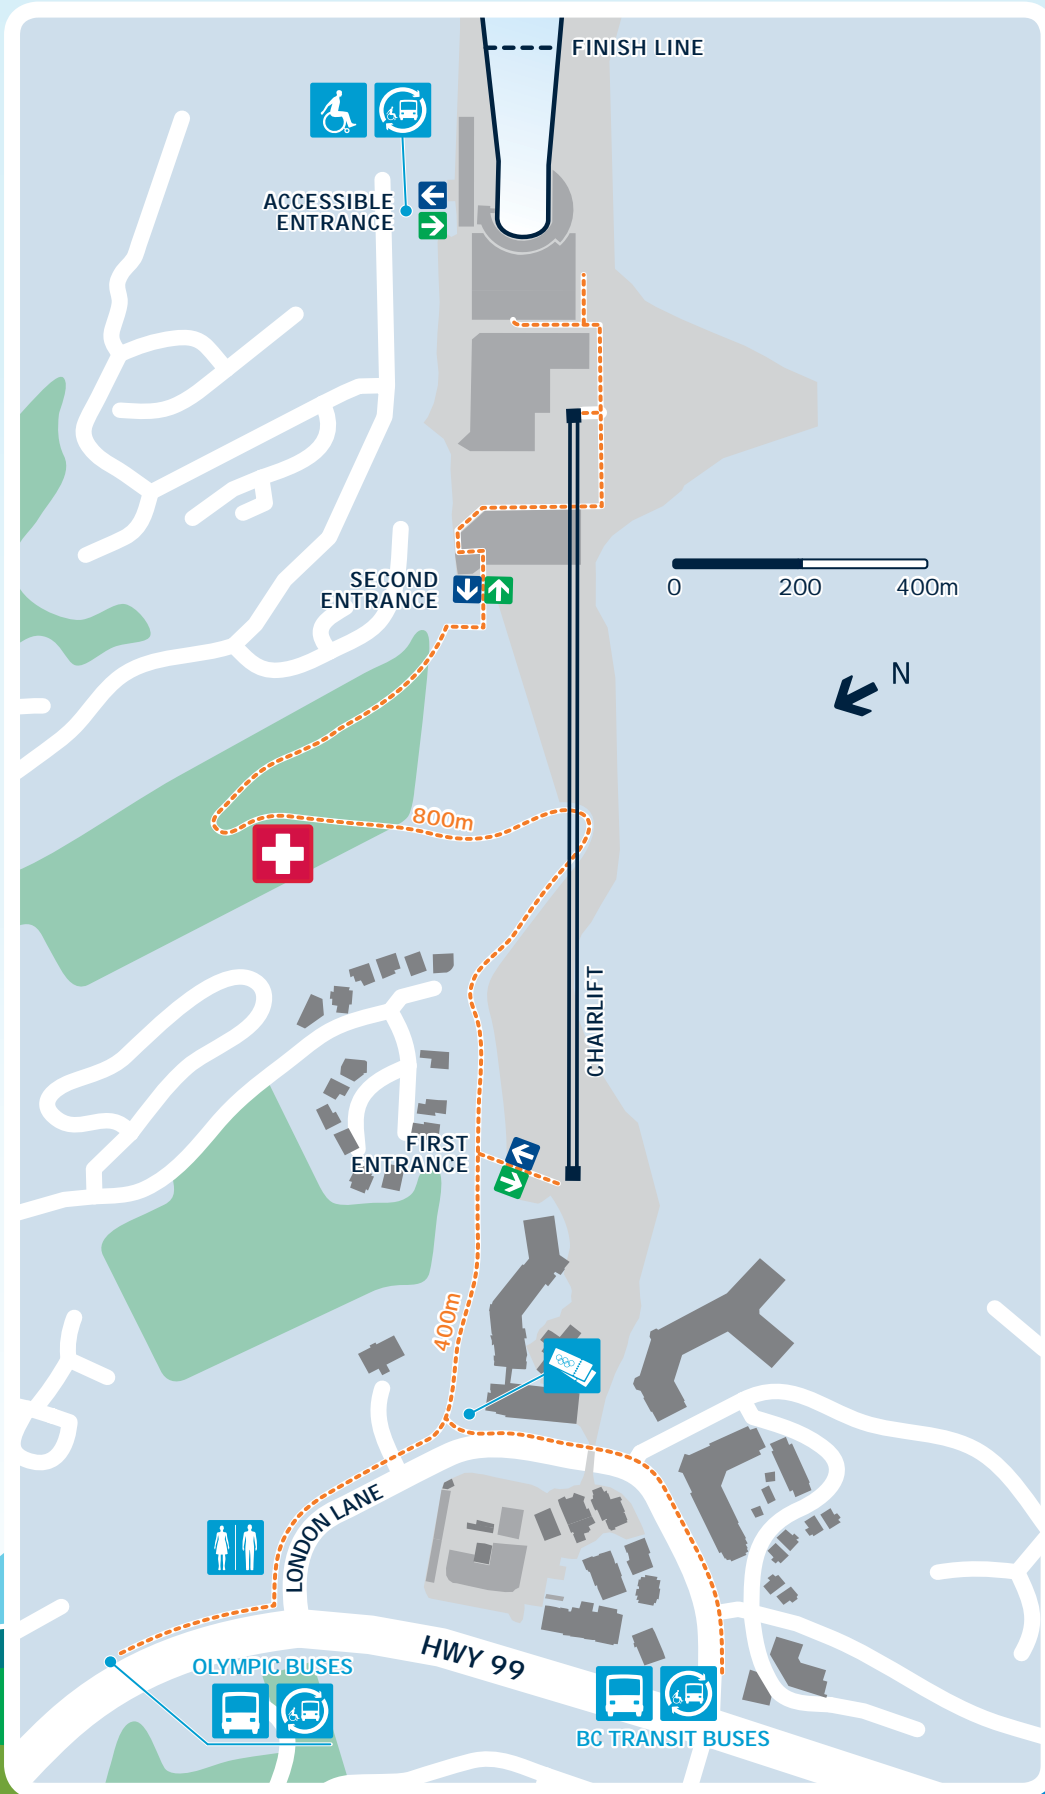 FINISH LINE
ACCESSIBLE
ENTRANCE
SECOND
ENTRANCE
0
200
400m
N
800m
CHAIRLIFT
FIRST
ENTRANCE
400m
LONDON LANE
HWY 99
OLYMPIC BUSES
BC TRANSIT BUSES